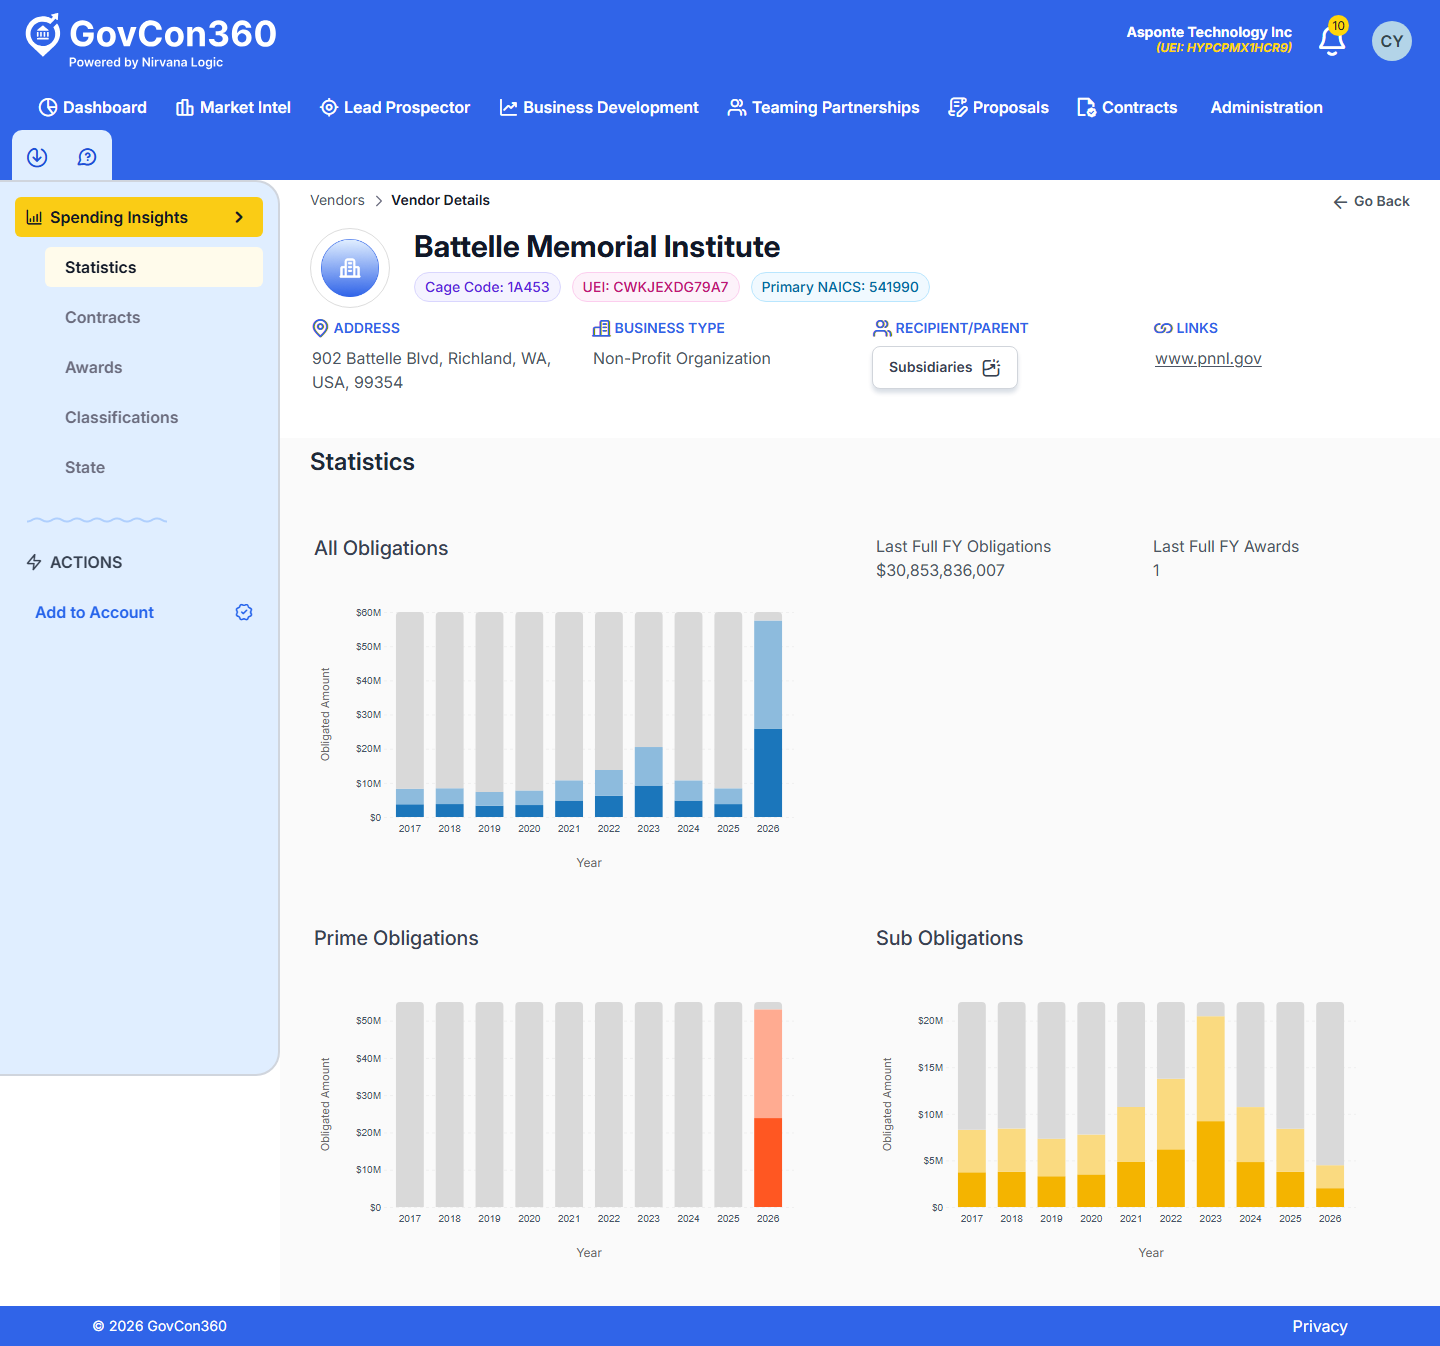 GovCon360
Powered by Nirvana Logic
Asponte Technology Inc
(UEI: HYPCPMX1HCR9)
10
CY
Dashboard
Market Intel
Lead Prospector
Business Development
Teaming Partnerships
Proposals
Contracts
Administration
Spending Insights
Statistics
Contracts
Awards
Classifications
State
ACTIONS
Add to Account
Vendors > Vendor Details
Go Back
Battelle Memorial Institute
Cage Code: 1A453
UEI: CWKJEXDG79A7
Primary NAICS: 541990
ADDRESS
902 Battelle Blvd, Richland, WA,
USA, 99354
BUSINESS TYPE
Non-Profit Organization
RECIPIENT/PARENT
Subsidiaries
LINKS
www.pnnl.gov
Statistics
All Obligations
Last Full FY Obligations
$30,853,836,007
Last Full FY Awards
1
$60M
$50M
$40M
$30M
$20M
$10M
$0
Obligated Amount
2017 2018 2019 2020 2021 2022 2023 2024 2025 2026
Year
Prime Obligations
$50M
$40M
$30M
$20M
$10M
$0
Obligated Amount
2017 2018 2019 2020 2021 2022 2023 2024 2025 2026
Year
Sub Obligations
$20M
$15M
$10M
$5M
$0
Obligated Amount
2017 2018 2019 2020 2021 2022 2023 2024 2025 2026
Year
© 2026 GovCon360
Privacy